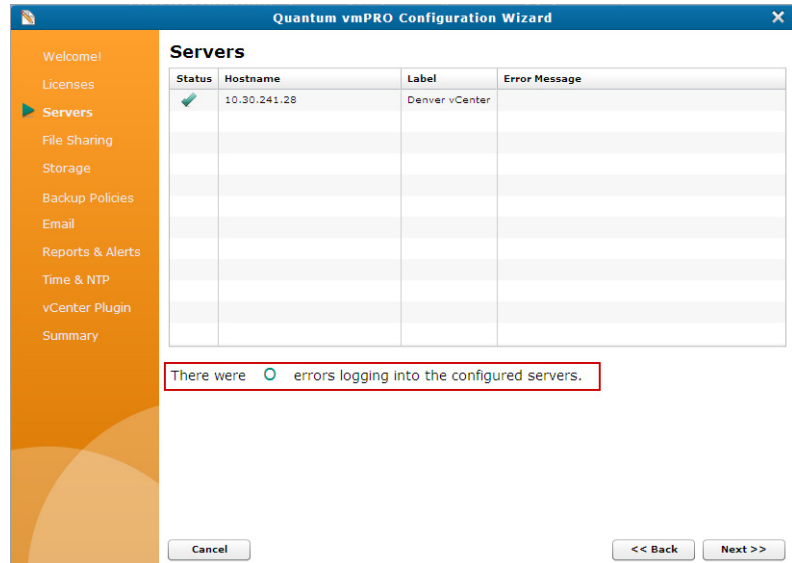 Quantum vmPRO Configuration Wizard
Welcome!
Licenses
Servers
File Sharing
Storage
Backup Policies
Email
Reports & Alerts
Time & NTP
vCenter Plugin
Summary
Servers
Status Hostname Label Error Message
10.30.241.28 Denver vCenter
There were 0 errors logging into the configured servers.
Cancel << Back Next >>